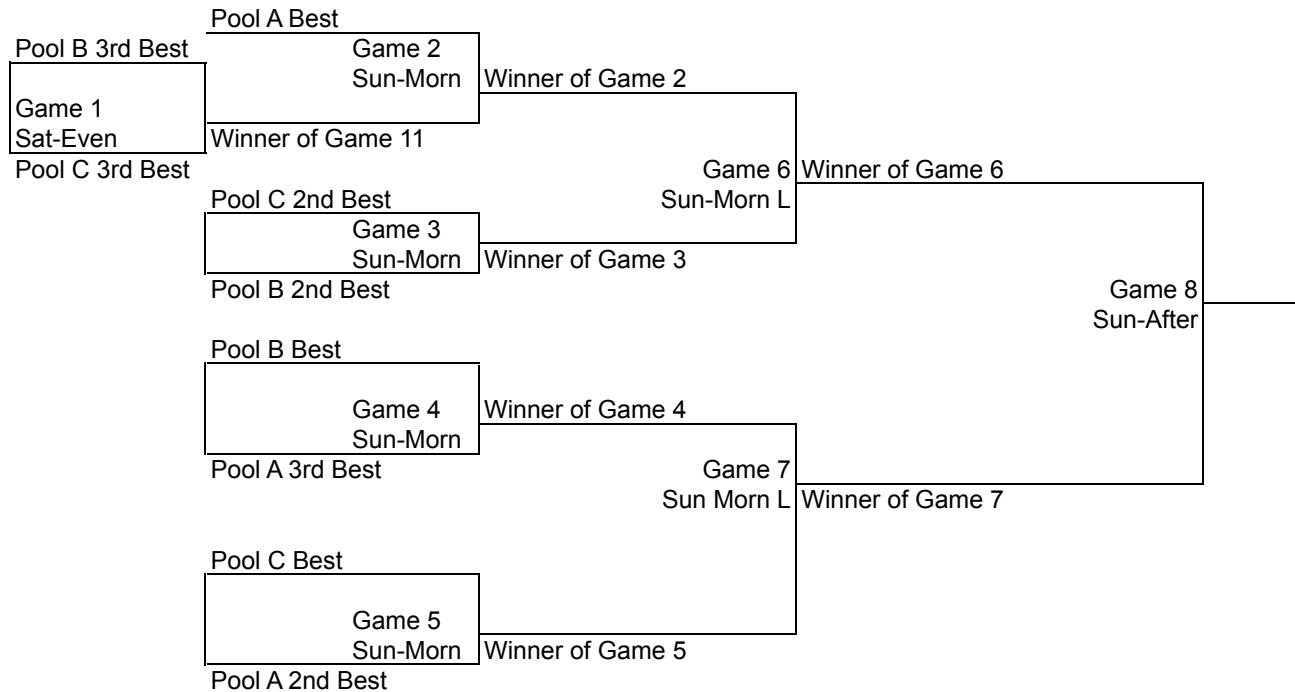 Pool A Best
Pool B 3rd Best
Game 2
Sun-Morn
Winner of Game 2
Game 1
Sat-Even
Winner of Game 11
Pool C 3rd Best
Game 6
Winner of Game 6
Sun-Morn L
Pool C 2nd Best
Game 3
Sun-Morn
Winner of Game 3
Pool B 2nd Best
Game 8
Sun-After
Pool B Best
Game 4
Winner of Game 4
Sun-Morn
Pool A 3rd Best
Game 7
Sun Morn L
Winner of Game 7
Pool C Best
Game 5
Sun-Morn
Winner of Game 5
Pool A 2nd Best